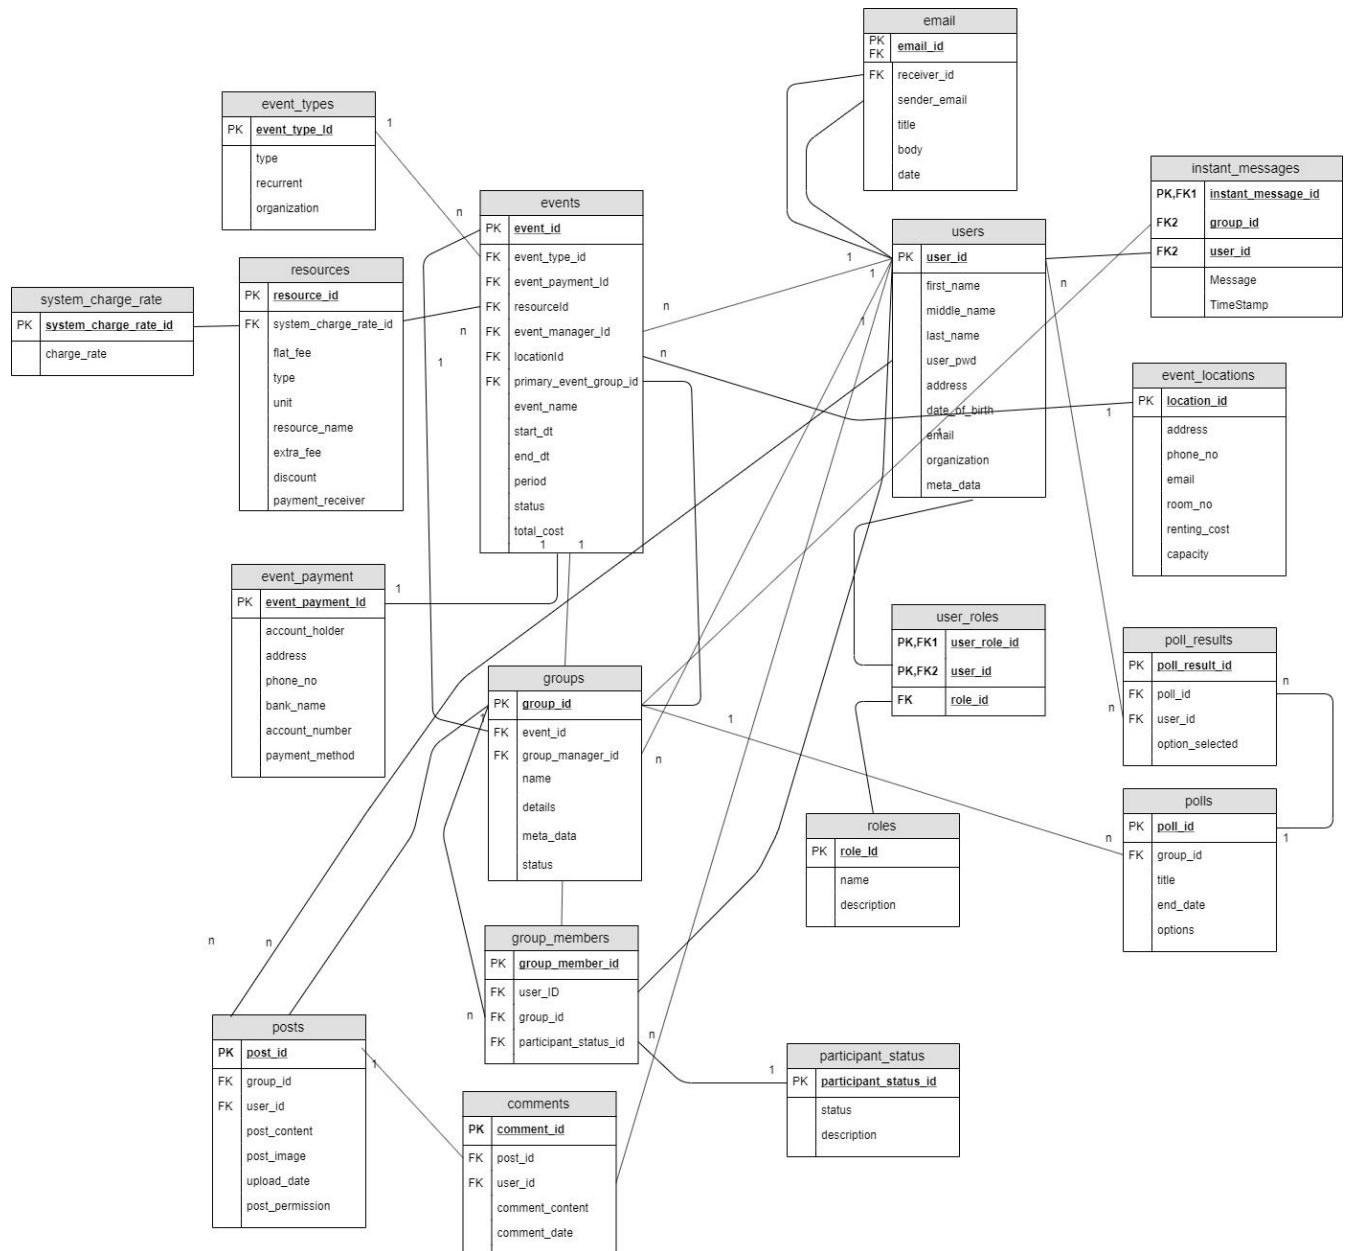 email
PK
FK email_id
FK receiver_id
sender_email
title
body
date
event_types
PK event_type_Id
type
recurrent
organization
1
n
events
PK event_id
FK event_type_id
FK event_payment_Id
FK resourceId
FK event_manager_Id
FK locationId
FK primary_event_group_id
event_name
start_dt
end_dt
period
status
total_cost
1
1
n
1
n
n
resources
PK resource_id
FK system_charge_rate_id
flat_fee
type
unit
resource_name
extra_fee
discount
payment_receiver
system_charge_rate
PK system_charge_rate_id
charge_rate
users
PK user_id
first_name
middle_name
last_name
user_pwd
address
date_of_birth
email
organization
meta_data
1
1
1
1
n
instant_messages
PK,FK1 instant_message_id
FK2 group_id
FK2 user_id
Message
TimeStamp
event_locations
PK location_id
address
phone_no
email
room_no
renting_cost
capacity
1
event_payment
PK event_payment_Id
account_holder
address
phone_no
bank_name
account_number
payment_method
1
user_roles
PK,FK1 user_role_id
PK,FK2 user_id
FK role_id
poll_results
PK poll_result_id
FK poll_id
FK user_id
option_selected
n
n
groups
PK group_id
FK event_id
FK group_manager_id
name
details
meta_data
status
1
n
1
roles
PK role_Id
name
description
polls
PK poll_id
FK group_id
title
end_date
options
n
1
group_members
PK group_member_id
FK user_ID
FK group_id
FK participant_status_id
n
n
n
n
posts
PK post_id
FK group_id
FK user_id
post_content
post_image
upload_date
post_permission
1
participant_status
PK participant_status_id
status
description
1
comments
PK comment_id
FK post_id
FK user_id
comment_content
comment_date